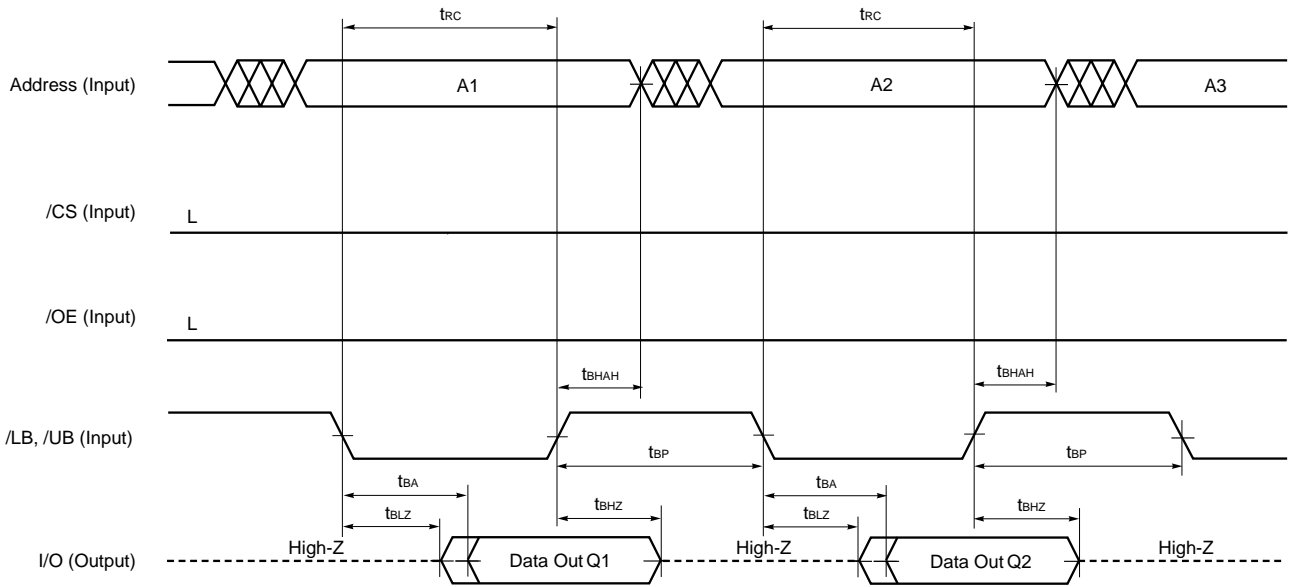 tRC tRC
Address (Input) A1 A2 A3
/CS (Input) L
/OE (Input) L
tBHAH tBHAH
/LB, /UB (Input)
tBP tBP
tBA tBA
tBLZ tBHZ tBLZ tBHZ
I/O (Output) High-Z Data Out Q1 High-Z Data Out Q2 High-Z